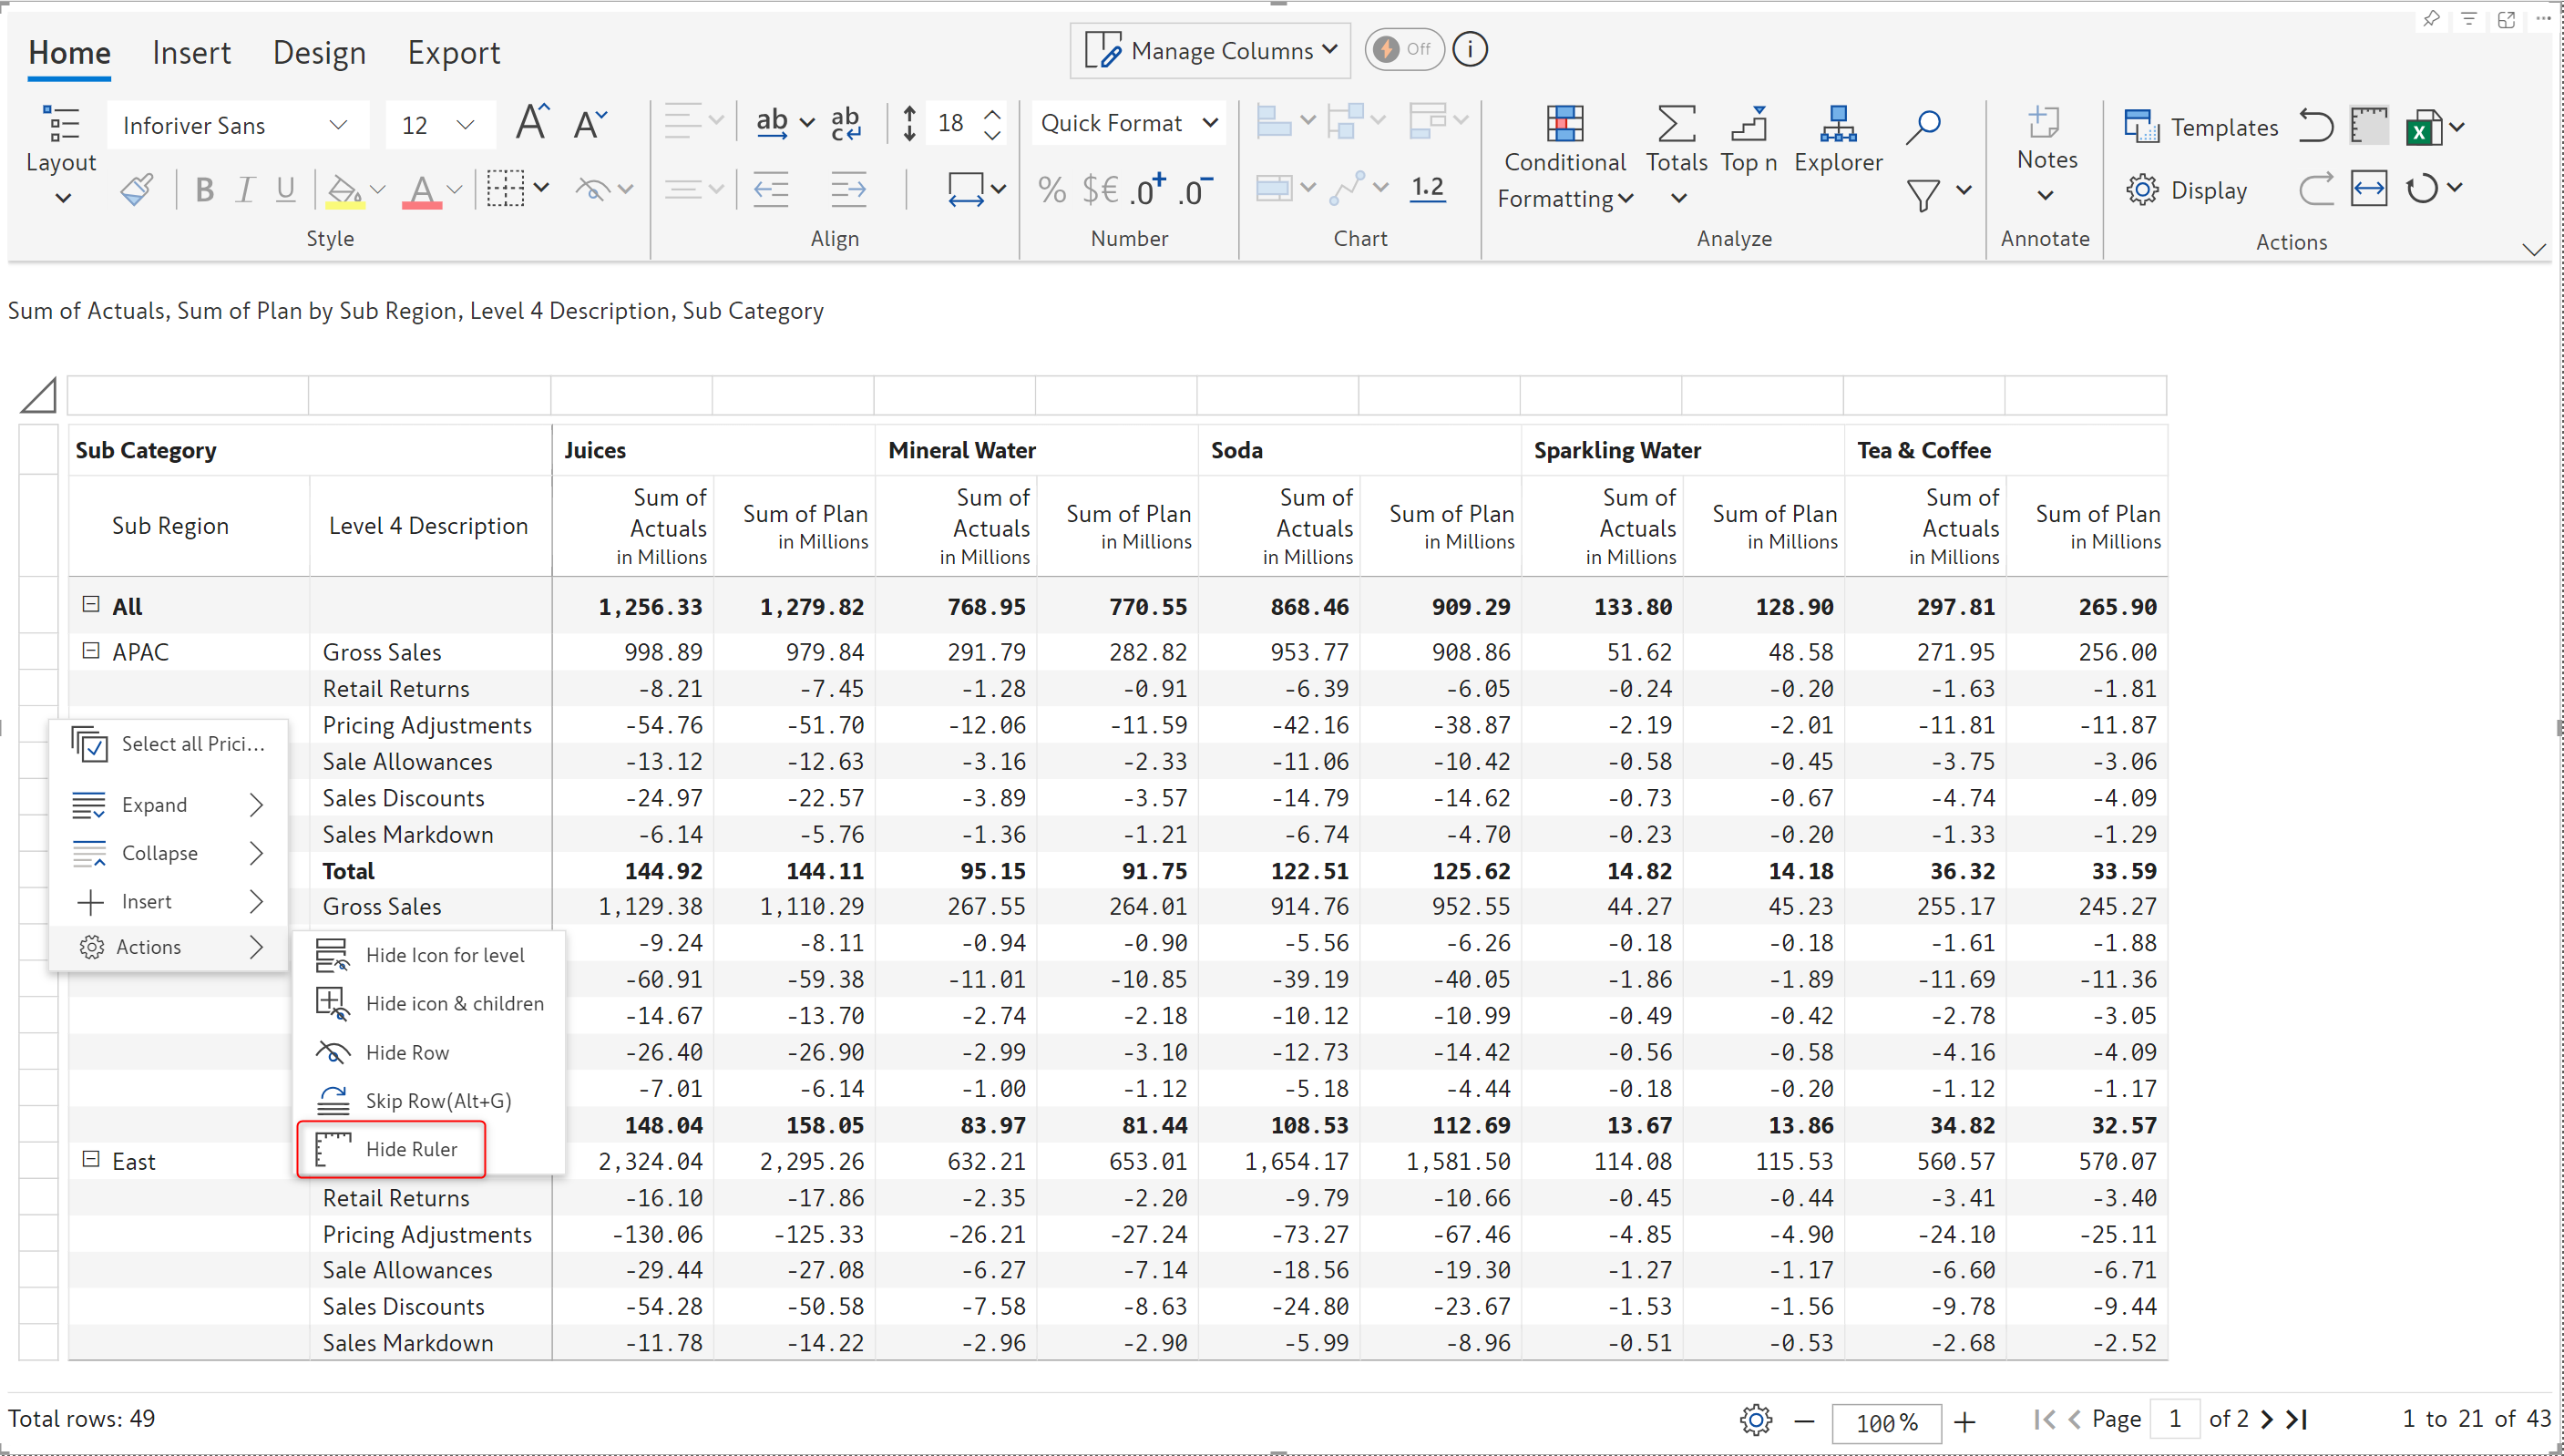 Home Insert Design Export Manage Columns Off i
Inforiver Sans 12 A A ab ab c 18 Quick Format
Layout B I U A % $€ .0+ .0- 1.2
Conditional Formatting Totals Top n Explorer Notes Templates Display
Style Align Number Chart Analyze Annotate Actions
Sum of Actuals, Sum of Plan by Sub Region, Level 4 Description, Sub Category
Sub Category Juices Mineral Water Soda Sparkling Water Tea & Coffee
Sub Region Level 4 Description Sum of Actuals in Millions Sum of Plan in Millions Sum of Actuals in Millions Sum of Plan in Millions Sum of Actuals in Millions Sum of Plan in Millions Sum of Actuals in Millions Sum of Plan in Millions Sum of Actuals in Millions Sum of Plan in Millions
All 1,256.33 1,279.82 768.95 770.55 868.46 909.29 133.80 128.90 297.81 265.90
APAC Gross Sales 998.89 979.84 291.79 282.82 953.77 908.86 51.62 48.58 271.95 256.00
Retail Returns -8.21 -7.45 -1.28 -0.91 -6.39 -6.05 -0.24 -0.20 -1.63 -1.81
Pricing Adjustments -54.76 -51.70 -12.06 -11.59 -42.16 -38.87 -2.19 -2.01 -11.81 -11.87
Sale Allowances -13.12 -12.63 -3.16 -2.33 -11.06 -10.42 -0.58 -0.45 -3.75 -3.06
Sales Discounts -24.97 -22.57 -3.89 -3.57 -14.79 -14.62 -0.73 -0.67 -4.74 -4.09
Sales Markdown -6.14 -5.76 -1.36 -1.21 -6.74 -4.70 -0.23 -0.20 -1.33 -1.29
Total 144.92 144.11 95.15 91.75 122.51 125.62 14.82 14.18 36.32 33.59
Gross Sales 1,129.38 1,110.29 267.55 264.01 914.76 952.55 44.27 45.23 255.17 245.27
-9.24 -8.11 -0.94 -0.90 -5.56 -6.26 -0.18 -0.18 -1.61 -1.88
-60.91 -59.38 -11.01 -10.85 -39.19 -40.05 -1.86 -1.89 -11.69 -11.36
-14.67 -13.70 -2.74 -2.18 -10.12 -10.99 -0.49 -0.42 -2.78 -3.05
-26.40 -26.90 -2.99 -3.10 -12.73 -14.42 -0.56 -0.58 -4.16 -4.09
-7.01 -6.14 -1.00 -1.12 -5.18 -4.44 -0.18 -0.20 -1.12 -1.17
148.04 158.05 83.97 81.44 108.53 112.69 13.67 13.86 34.82 32.57
East 2,324.04 2,295.26 632.21 653.01 1,654.17 1,581.50 114.08 115.53 560.57 570.07
Retail Returns -16.10 -17.86 -2.35 -2.20 -9.79 -10.66 -0.45 -0.44 -3.41 -3.40
Pricing Adjustments -130.06 -125.33 -26.21 -27.24 -73.27 -67.46 -4.85 -4.90 -24.10 -25.11
Sale Allowances -29.44 -27.08 -6.27 -7.14 -18.56 -19.30 -1.27 -1.17 -6.60 -6.71
Sales Discounts -54.28 -50.58 -7.58 -8.63 -24.80 -23.67 -1.53 -1.56 -9.78 -9.44
Sales Markdown -11.78 -14.22 -2.96 -2.90 -5.99 -8.96 -0.51 -0.53 -2.68 -2.52
Select all Prici...
Expand
Collapse
Insert
Actions
Hide Icon for level
Hide icon & children
Hide Row
Skip Row(Alt+G)
Hide Ruler
Total rows: 49 100% Page 1 of 2 1 to 21 of 43